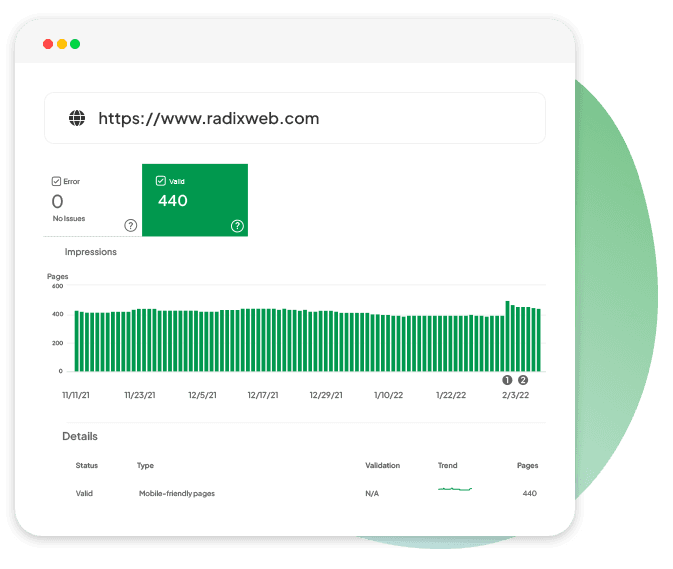 https://www.radixweb.com
Error
Valid
0
440
No Issues
?
?
Impressions
Pages
600
400
200
0
1 2
11/11/21 11/23/21 12/5/21 12/17/21 12/29/21 1/10/22 1/22/22 2/3/22
Details
Status Type Validation Trend Pages
Valid Mobile-friendly pages N/A 440